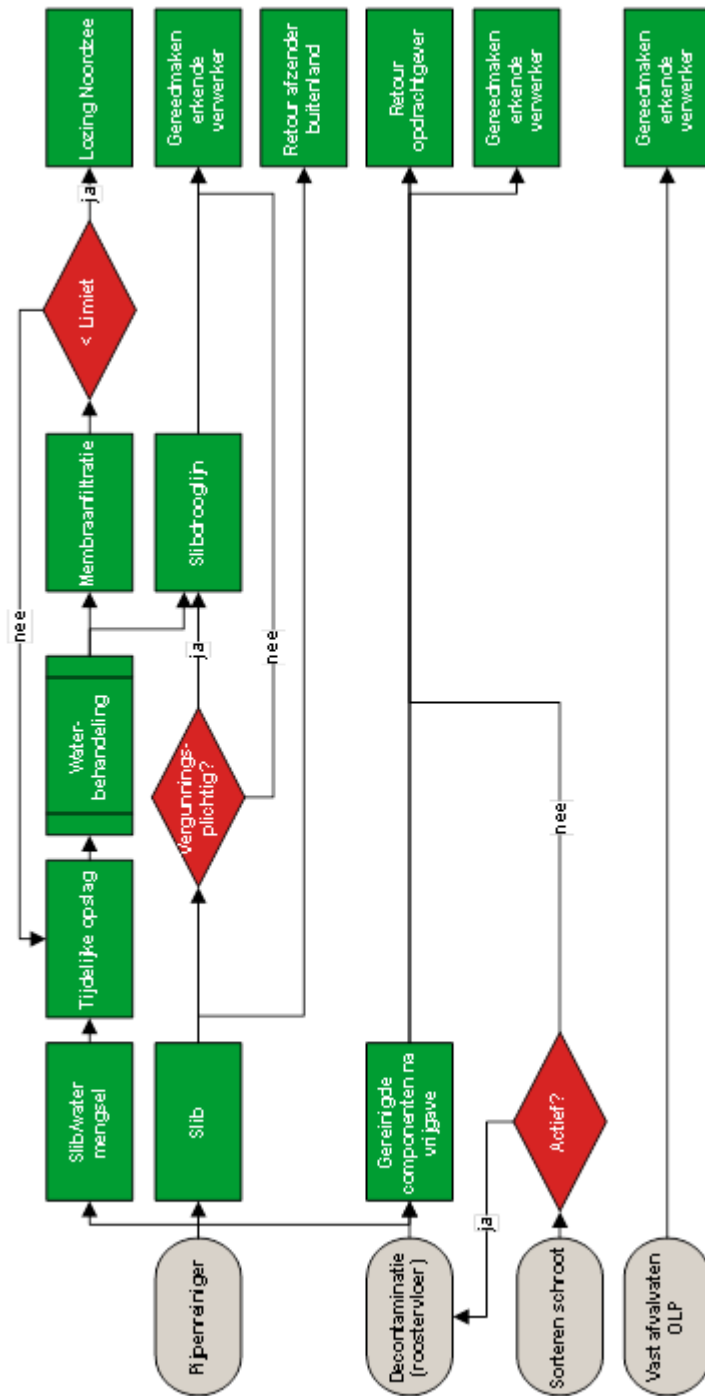 Pijpenreiniger
Decontaminatie
(roostervloer)
Sorteren schroot
Vast afvalvaten
OLP
Slib/water
mengsel
Slib
Gereinigde
componenten na
vrijgave
Actief?
ja
nee
Tijdelijke opslag
Water-
behandeling
Vergunnings-
plichtig?
ja
nee
Membraanfiltratie
Slibdrooglijn
< Limiet
nee
ja
Lozing Noordzee
Gereedmaken
erkende
verwerker
Retour afzender
buitenland
Retour
opdrachtgever
Gereedmaken
erkende
verwerker
Gereedmaken
erkende
verwerker